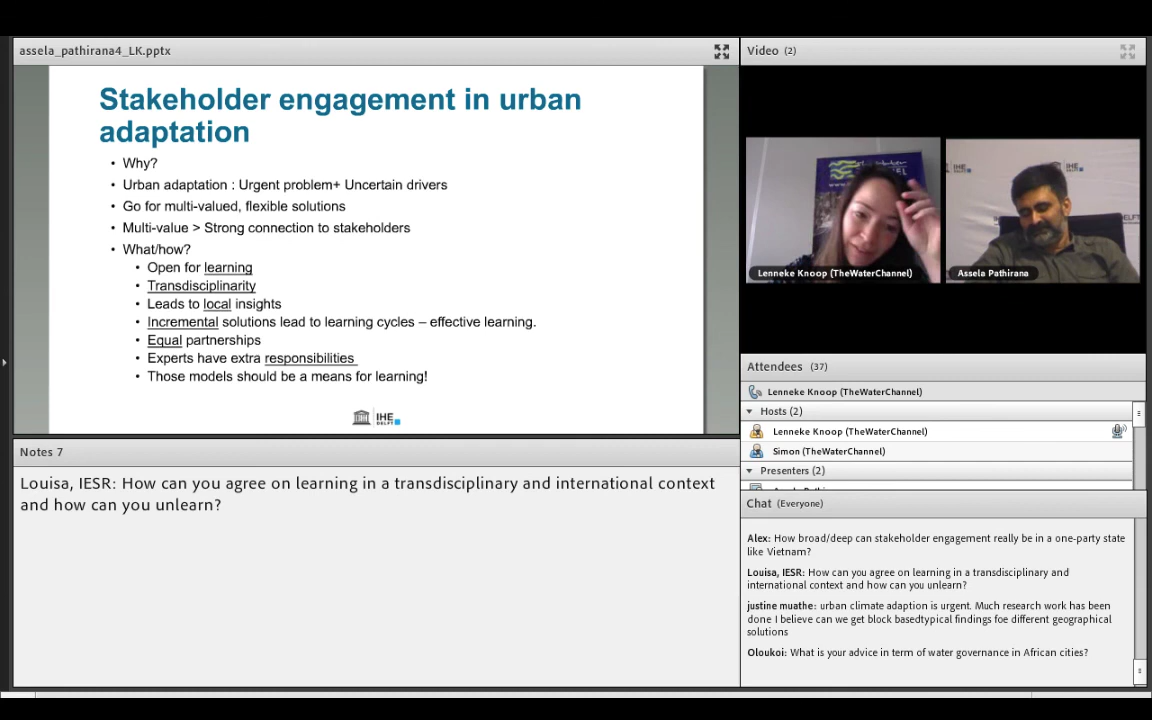 assela_pathirana4_LK.pptx
Stakeholder engagement in urban
adaptation
• Why?
• Urban adaptation : Urgent problem+ Uncertain drivers
• Go for multi-valued, flexible solutions
• Multi-value > Strong connection to stakeholders
• What/how?
• Open for learning
• Transdisciplinarity
• Leads to local insights
• Incremental solutions lead to learning cycles – effective learning.
• Equal partnerships
• Experts have extra responsibilities
• Those models should be a means for learning!
IHE
DELFT
Notes 7
Louisa, IESR: How can you agree on learning in a transdisciplinary and international context
and how can you unlearn?
Video (2)
IHE
Lenneke Knoop (TheWaterChannel)
Assela Pathirana
Attendees (37)
Lenneke Knoop (TheWaterChannel)
Hosts (2)
Lenneke Knoop (TheWaterChannel)
Simon (TheWaterChannel)
Presenters (2)
Chat (Everyone)
Alex: How broad/deep can stakeholder engagement really be in a one-party state
like Vietnam?
Louisa, IESR: How can you agree on learning in a transdisciplinary and
international context and how can you unlearn?
justine muathe: urban climate adaption is urgent. Much research work has been
done I believe can we get block basedtypical findings foe different geographical
solutions
Oloukoi: What is your advice in term of water governance in African cities?